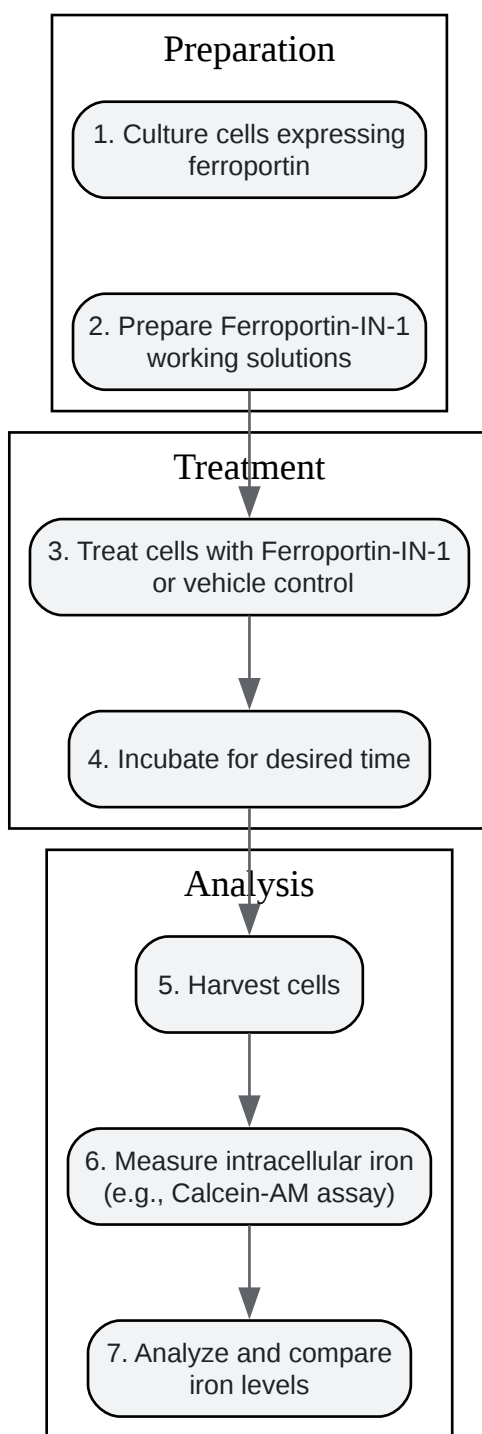 Preparation
1. Culture cells expressing
ferroportin
2. Prepare Ferroportin-IN-1
working solutions
Treatment
3. Treat cells with Ferroportin-IN-1
or vehicle control
4. Incubate for desired time
Analysis
5. Harvest cells
6. Measure intracellular iron
(e.g., Calcein-AM assay)
7. Analyze and compare
iron levels